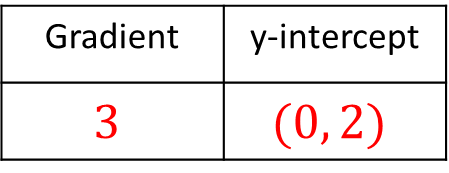 Gradient y-intercept
3 (0, 2)